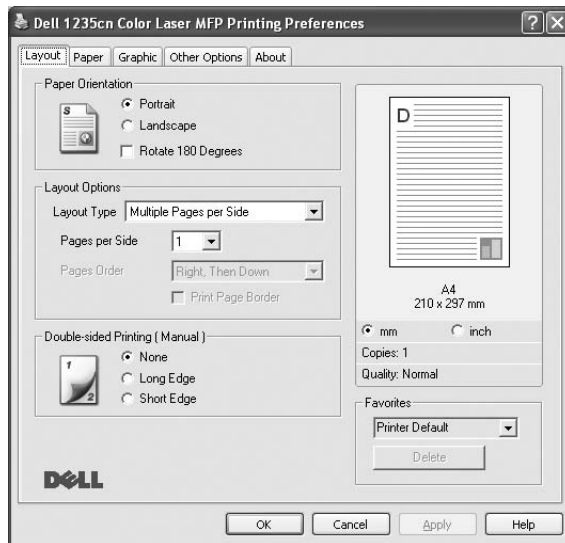 Dell 1235cn Color Laser MFP Printing Preferences
Layout Paper Graphic Other Options About
Paper Orientation
S
Portrait
Landscape
Rotate 180 Degrees
Layout Options
Layout Type Multiple Pages per Side
Pages per Side 1
Pages Order Right, Then Down
Print Page Border
Double-sided Printing ( Manual )
1
2
None
Long Edge
Short Edge
DELL
D
A4
210 x 297 mm
mm inch
Copies: 1
Quality: Normal
Favorites
Printer Default
Delete
OK Cancel Apply Help